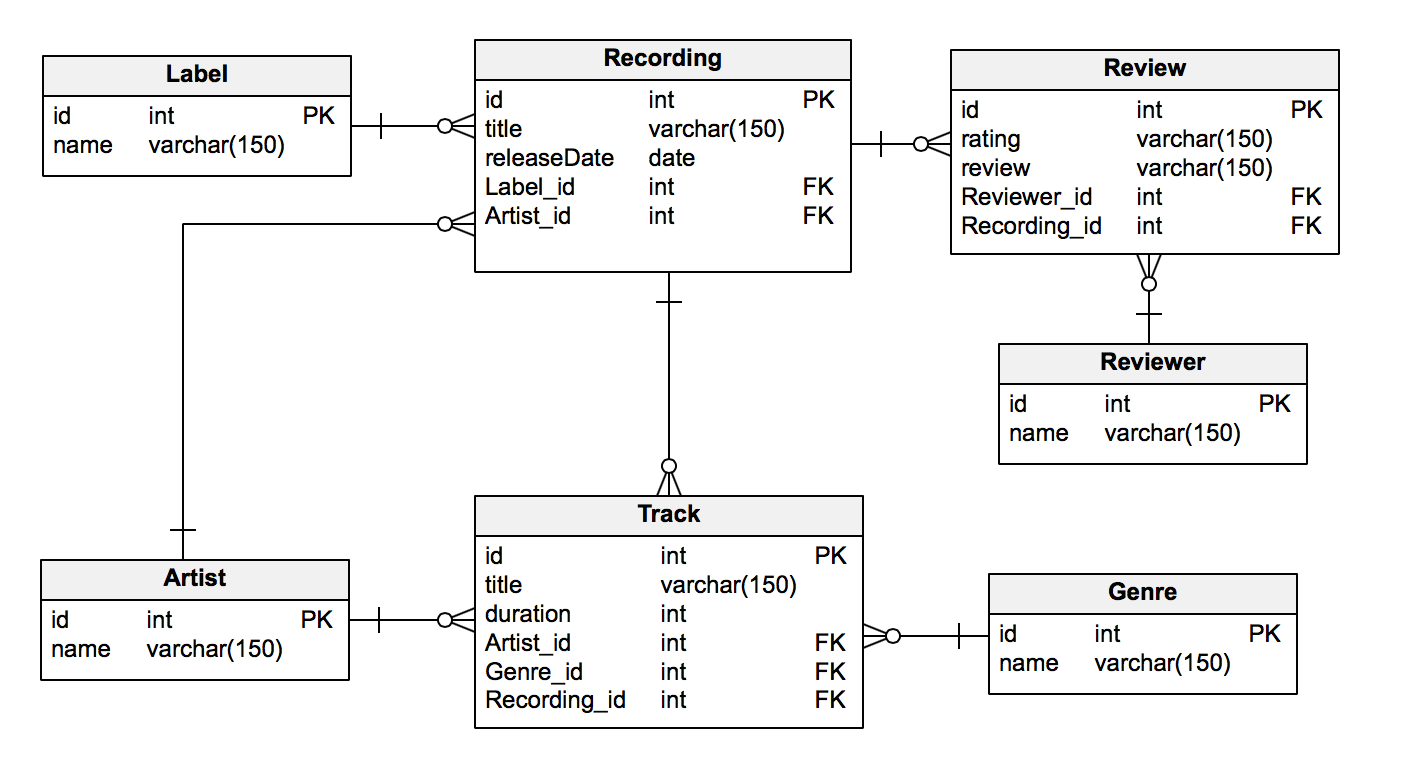 Label
id int PK
name varchar(150)
Recording
id int PK
title varchar(150)
releaseDate date
Label_id int FK
Artist_id int FK
Review
id int PK
rating varchar(150)
review varchar(150)
Reviewer_id int FK
Recording_id int FK
Reviewer
id int PK
name varchar(150)
Artist
id int PK
name varchar(150)
Track
id int PK
title varchar(150)
duration int
Artist_id int FK
Genre_id int FK
Recording_id int FK
Genre
id int PK
name varchar(150)